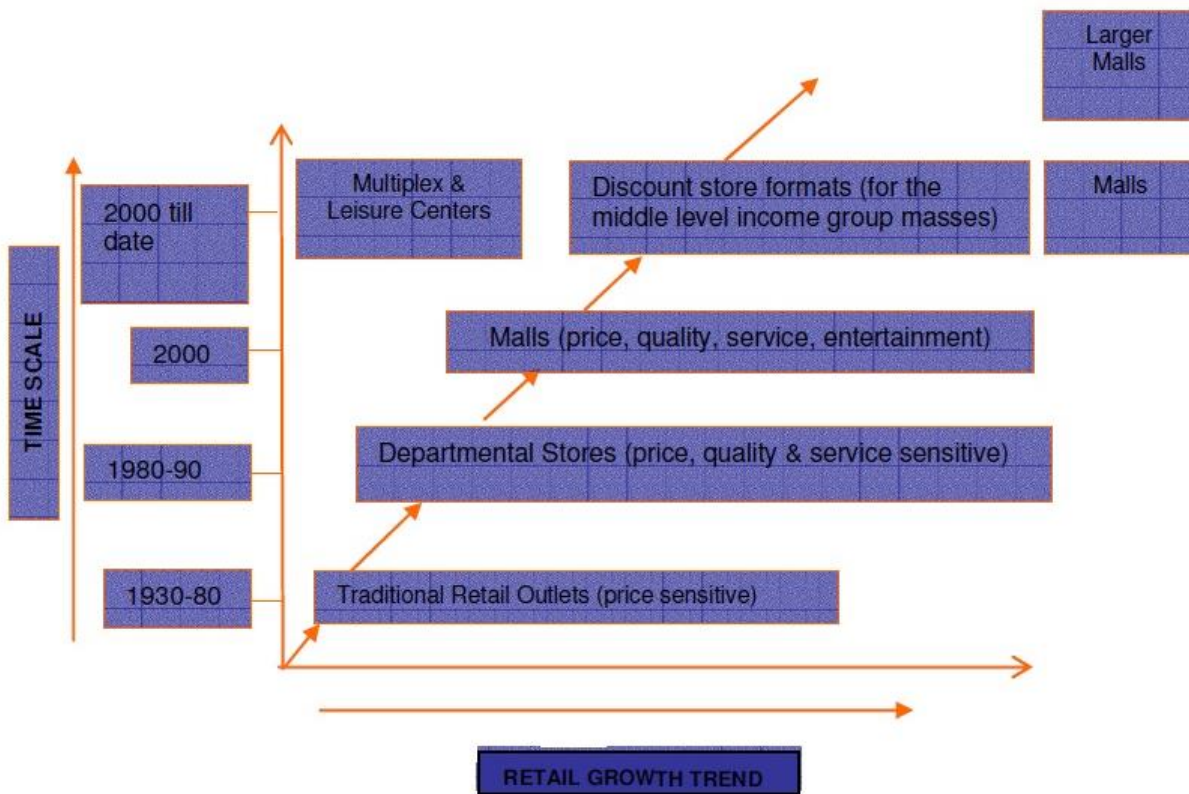 Larger
Malls
2000 till
date
Multiplex &
Leisure Centers
Discount store formats (for the
middle level income group masses)
Malls
TIME SCALE
2000
Malls (price, quality, service, entertainment)
1980-90
Departmental Stores (price, quality & service sensitive)
1930-80
Traditional Retail Outlets (price sensitive)
RETAIL GROWTH TREND